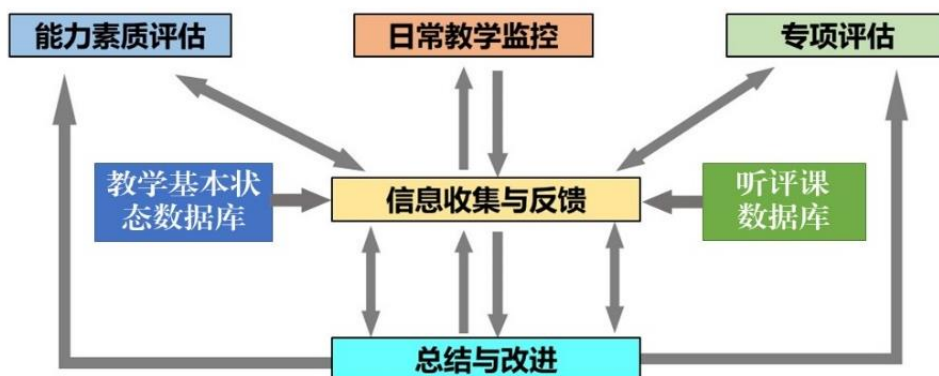 能力素质评估
日常教学监控
专项评估
教学基本状
态数据库
信息收集与反馈
听评课
数据库
总结与改进